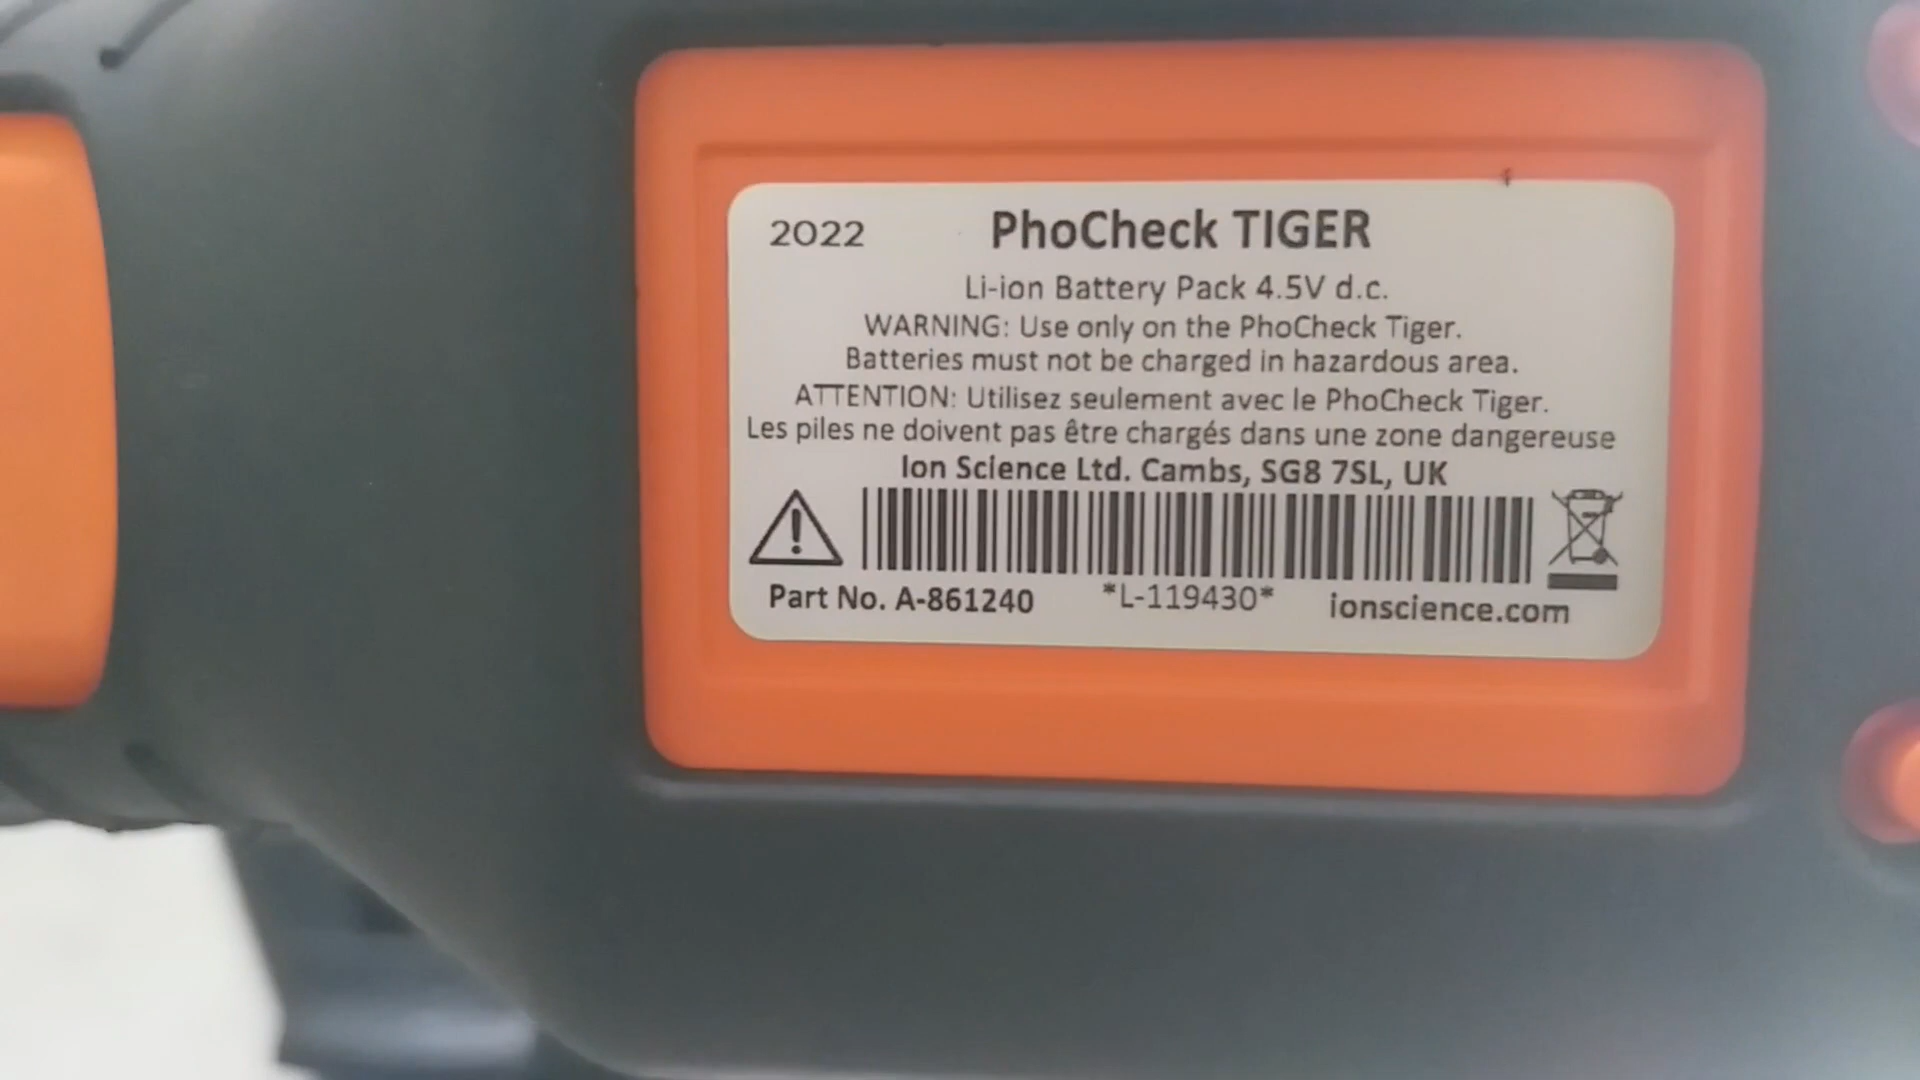 2022 PhoCheck TIGER
Li-ion Battery Pack 4.5V d.c.
WARNING: Use only on the PhoCheck Tiger.
Batteries must not be charged in hazardous area.
ATTENTION: Utilisez seulement avec le PhoCheck Tiger.
Les piles ne doivent pas être chargés dans une zone dangereuse
Ion Science Ltd. Cambs, SG8 7SL, UK
Part No. A-861240 *L-119430* ionscience.com